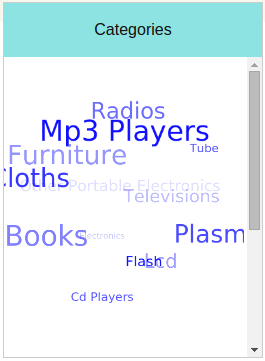 Categories
Radios
Mp3 Players
Tube
Furniture
Cloths
Other Portable Electronics
Televisions
Books
Electronics
Plasm
Flash
Lcd
Cd Players